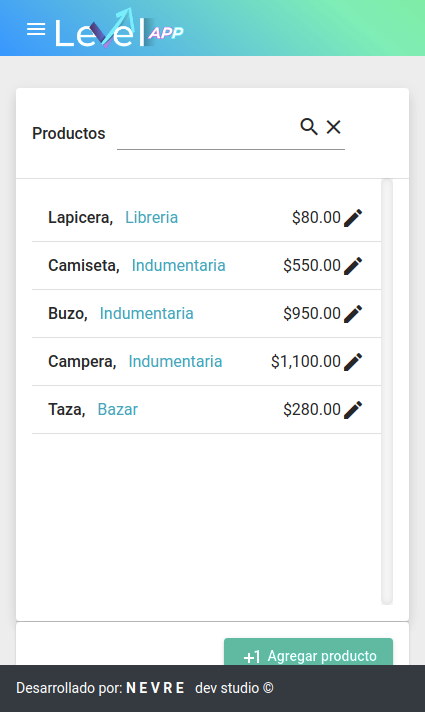 Level APP
Productos
Lapicera, Libreria $80.00
Camiseta, Indumentaria $550.00
Buzo, Indumentaria $950.00
Campera, Indumentaria $1,100.00
Taza, Bazar $280.00
+1 Agregar producto
Desarrollado por: NEVRE dev studio ©